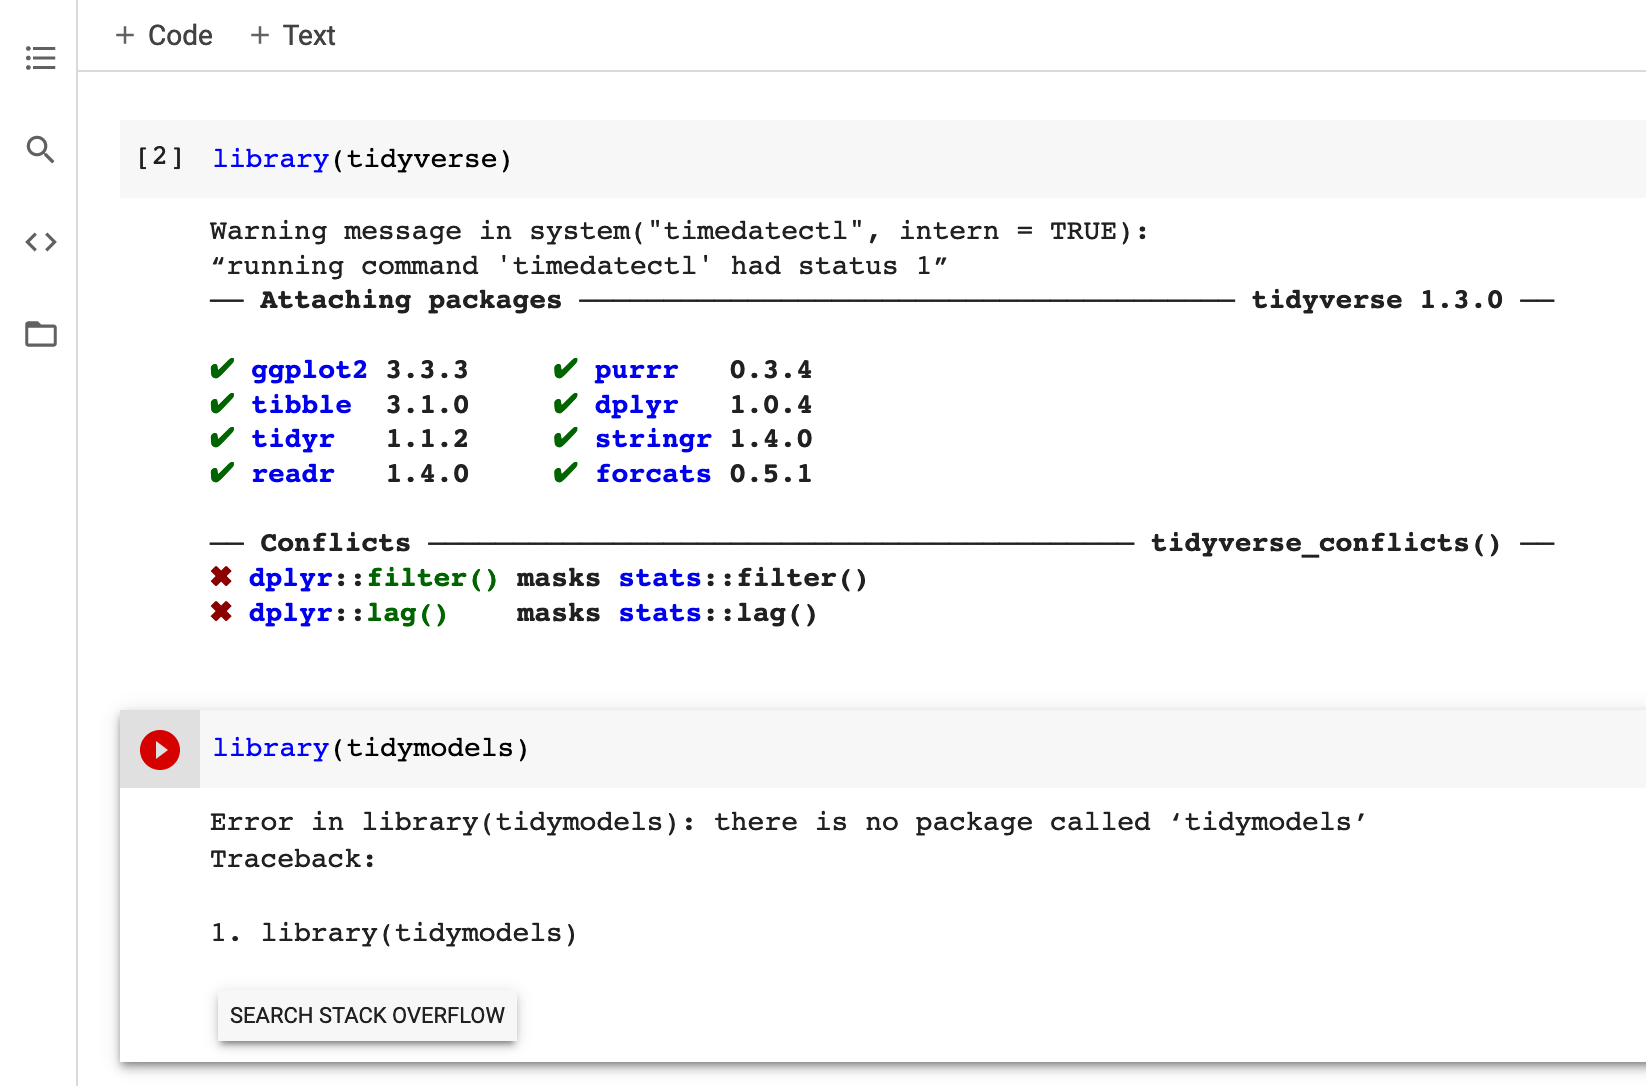 + Code + Text
[2] library(tidyverse)
Warning message in system("timedatectl", intern = TRUE):
“running command 'timedatectl' had status 1”
── Attaching packages ─────────────────────────────────────── tidyverse 1.3.0 ──
✔ ggplot2 3.3.3 ✔ purrr 0.3.4
✔ tibble 3.1.0 ✔ dplyr 1.0.4
✔ tidyr 1.1.2 ✔ stringr 1.4.0
✔ readr 1.4.0 ✔ forcats 0.5.1
── Conflicts ────────────────────────────────────────── tidyverse_conflicts() ──
✖ dplyr::filter() masks stats::filter()
✖ dplyr::lag() masks stats::lag()
library(tidymodels)
Error in library(tidymodels): there is no package called ‘tidymodels’
Traceback:
1. library(tidymodels)
SEARCH STACK OVERFLOW